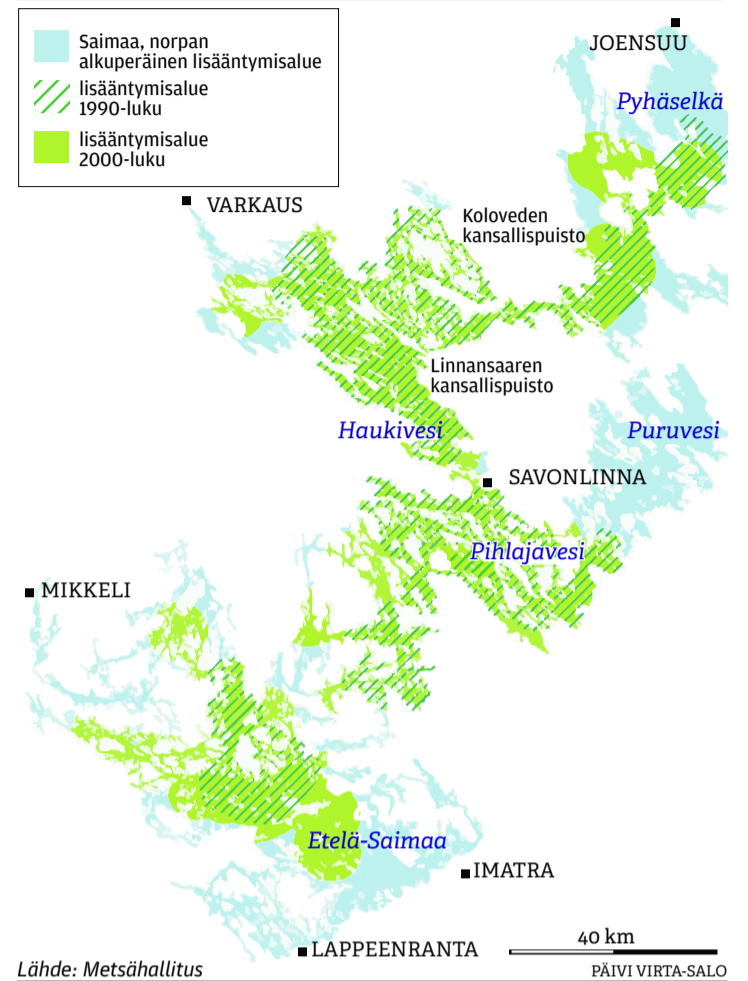 Saimaa, norpan
alkuperäinen lisääntymisalue
lisääntymisalue
1990-luku
lisääntymisalue
2000-luku
JOENSUU
Pyhäselkä
VARKAUS
Koloveden
kansallispuisto
Linnansaaren
kansallispuisto
Haukivesi
Puruvesi
SAVONLINNA
Pihlajavesi
MIKKELI
Etelä-Saimaa
IMATRA
LAPPEENRANTA
40 km
Lähde: Metsähallitus
PÄIVI VIRTA-SALO